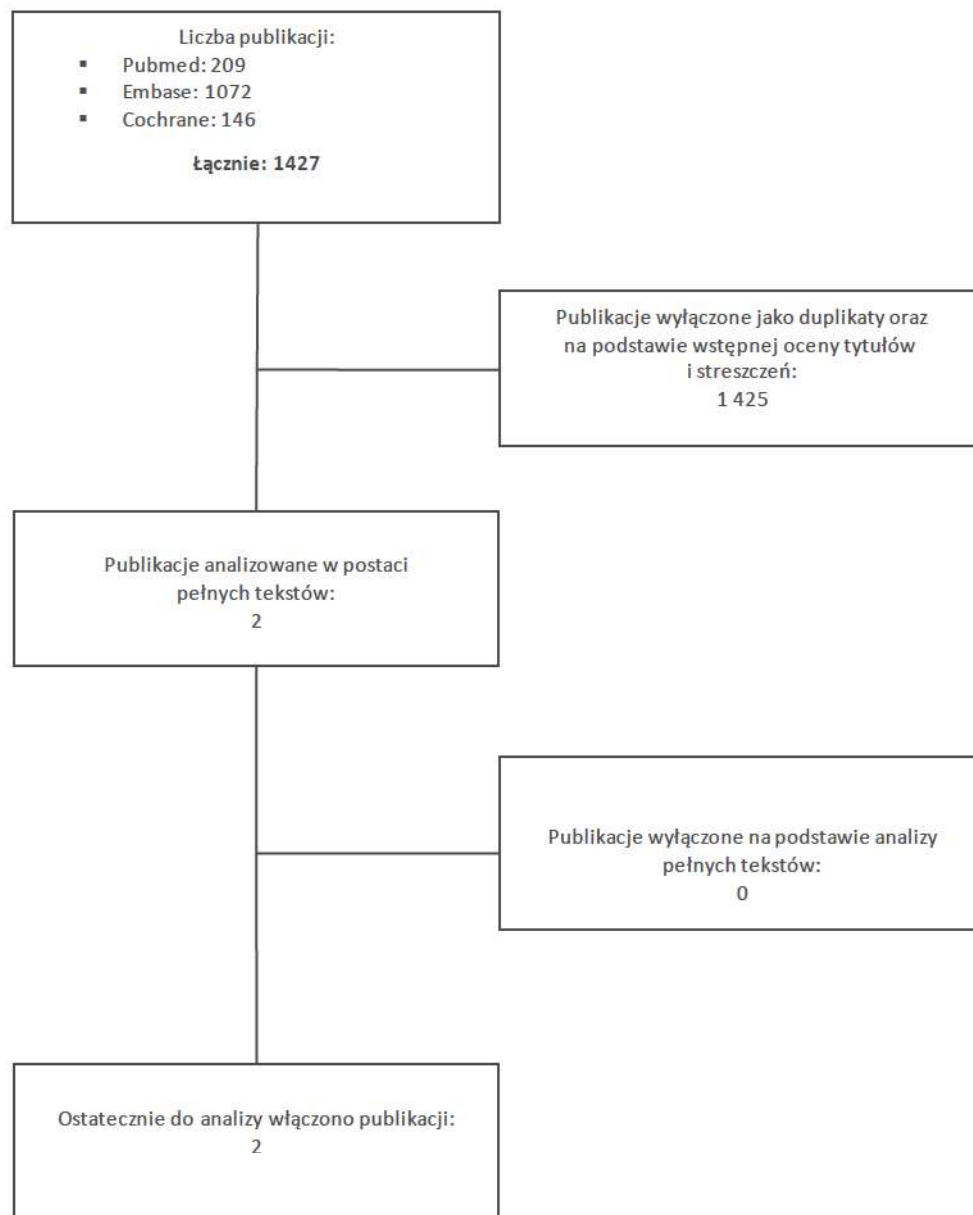 Liczba publikacji:
▪ Pubmed: 209
▪ Embase: 1072
▪ Cochrane: 146
Łącznie: 1427
Publikacje wyłączone jako duplikaty oraz
na podstawie wstępnej oceny tytułów
i streszczeń:
1 425
Publikacje analizowane w postaci
pełnych tekstów:
2
Publikacje wyłączone na podstawie analizy
pełnych tekstów:
0
Ostatecznie do analizy włączono publikacji:
2